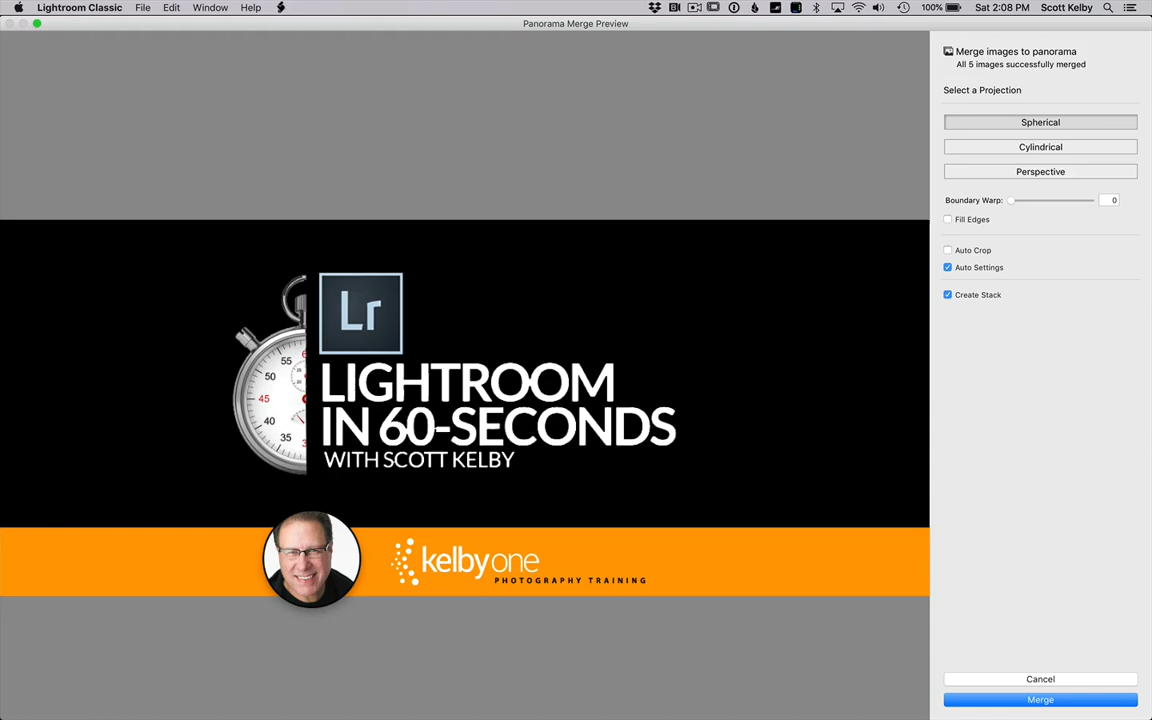 Lightroom Classic File Edit Window Help 100% Sat 2:08 PM Scott Kelby
Panorama Merge Preview
Merge images to panorama
All 5 images successfully merged
Select a Projection
Spherical
Cylindrical
Perspective
Boundary Warp: 0
Fill Edges
Auto Crop
Auto Settings
Create Stack
Lr
LIGHTROOM
IN 60-SECONDS
WITH SCOTT KELBY
55
50
45
40
35
kelbyone
PHOTOGRAPHY TRAINING
Cancel
Merge